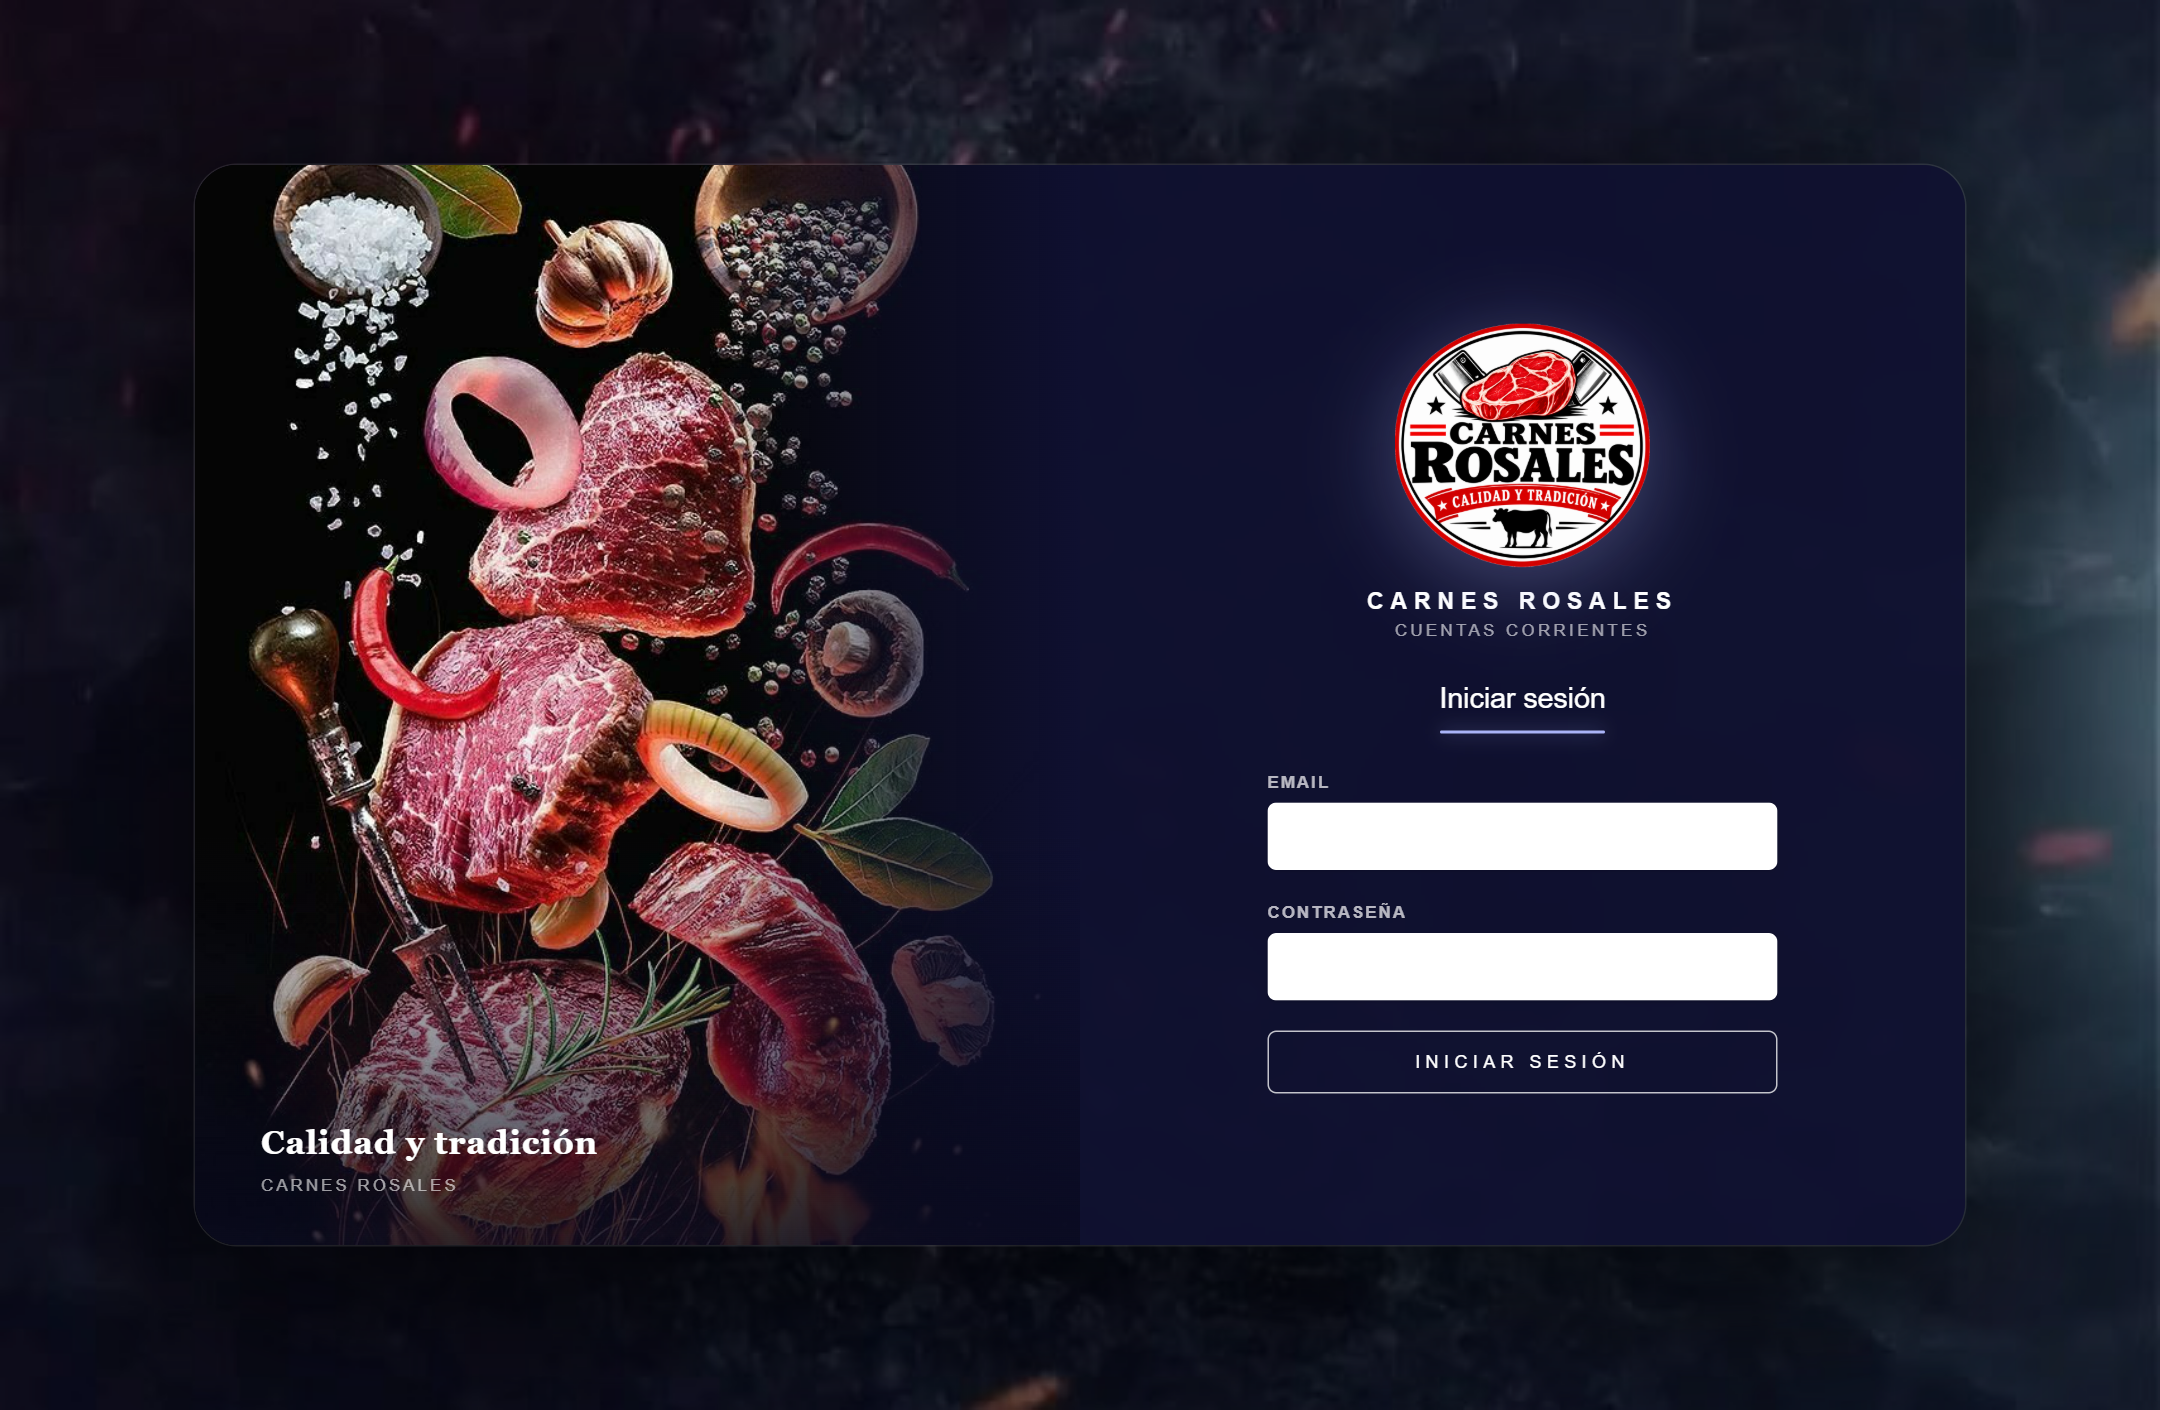 CARNES
ROSALES
CALIDAD Y TRADICIÓN
CARNES ROSALES
CUENTAS CORRIENTES
Iniciar sesión
EMAIL
CONTRASEÑA
INICIAR SESIÓN
Calidad y tradición
CARNES ROSALES